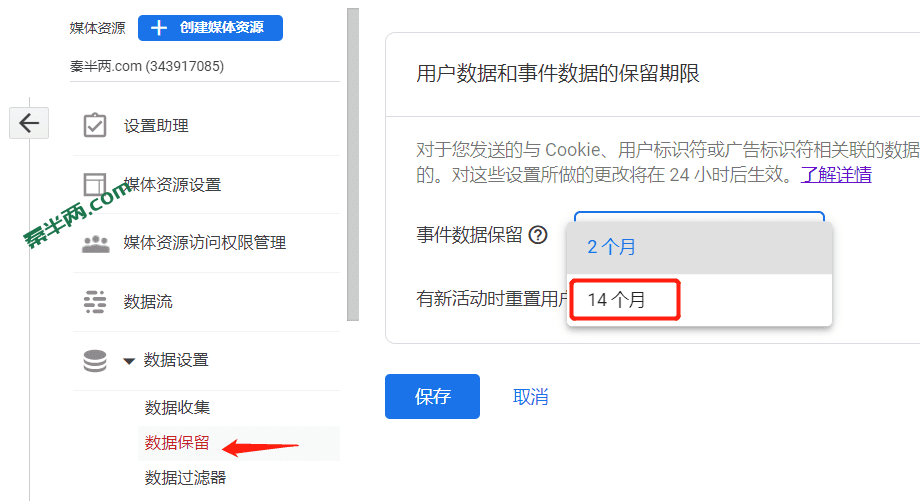 媒体资源
创建媒体资源
秦半两.com (343917085)
设置助理
媒体资源设置
秦半网.com
媒体资源访问权限管理
数据流
数据设置
数据收集
数据保留
数据过滤器
用户数据和事件数据的保留期限
对于您发送的与 Cookie、用户标识符或广告标识符相关联的数据
的。对这些设置所做的更改将在 24 小时后生效。了解详情
事件数据保留
2 个月
有新活动时重置用户
14 个月
保存
取消